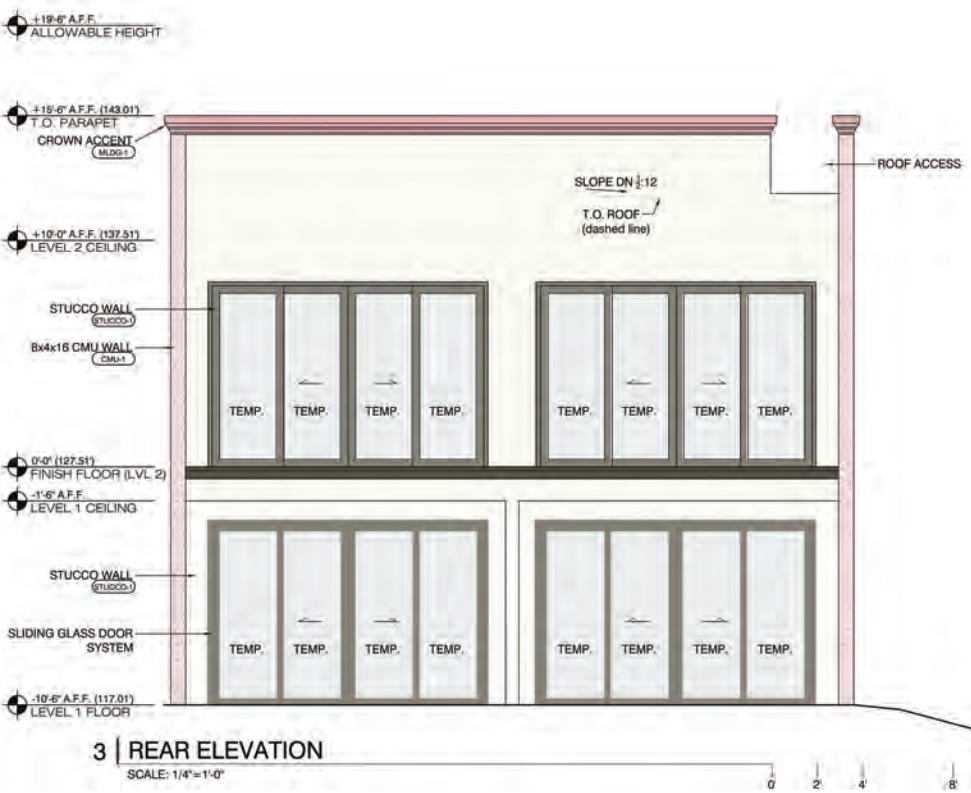 +19'-6" A.F.F.
ALLOWABLE HEIGHT
+15'-6" A.F.F. (143.01')
T.O. PARAPET
CROWN ACCENT
MLDG-1
ROOF ACCESS
SLOPE DN :12
T.O. ROOF
(dashed line)
+10'-0" A.F.F. (137.51')
LEVEL 2 CEILING
STUCCO WALL
STUCCO-1
8x4x16 CMU WALL
CMU-1
TEMP. TEMP. TEMP. TEMP. TEMP. TEMP. TEMP. TEMP.
0'-0" (127.51')
FINISH FLOOR (LVL 2)
-1'-6" A.F.F.
LEVEL 1 CEILING
STUCCO WALL
STUCCO-1
SLIDING GLASS DOOR
SYSTEM
TEMP. TEMP. TEMP. TEMP. TEMP. TEMP. TEMP. TEMP.
-10'-6" A.F.F. (117.01')
LEVEL 1 FLOOR
3 REAR ELEVATION
SCALE: 1/4"=1'-0"
0' 2' 4' 8'